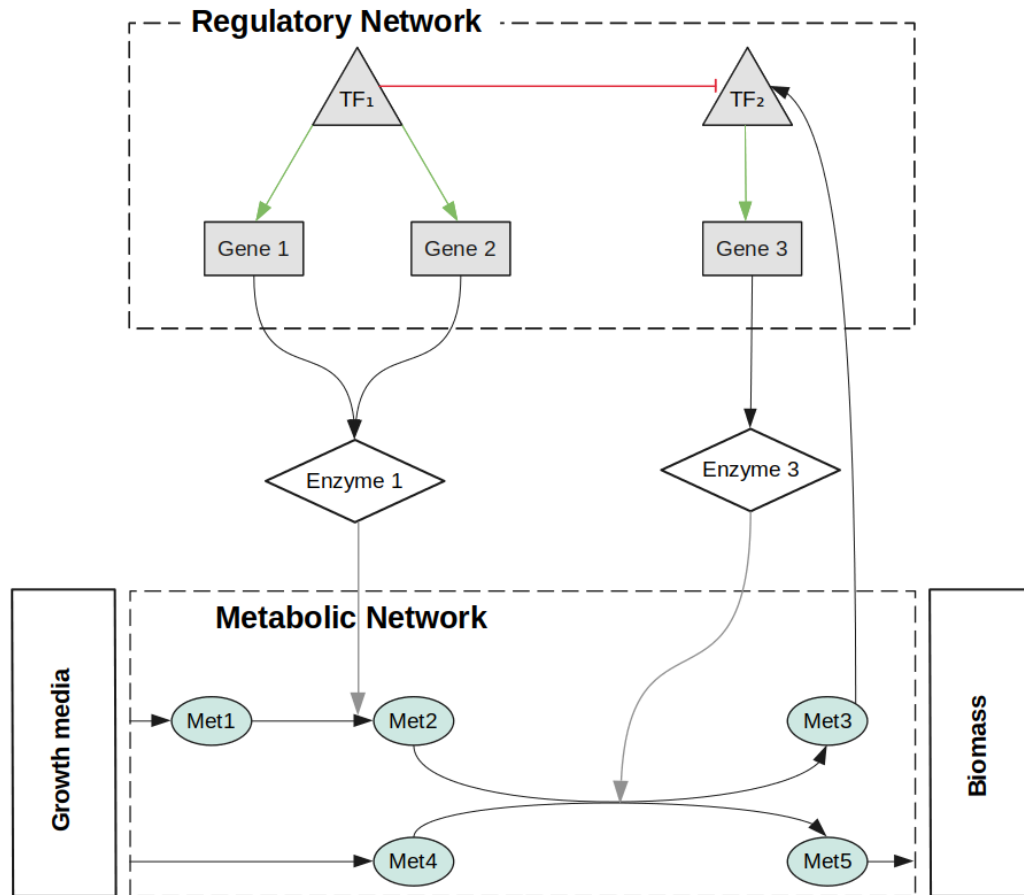 Regulatory Network
TF₁
TF₂
Gene 1
Gene 2
Gene 3
Enzyme 1
Enzyme 3
Metabolic Network
Growth media
Met1
Met2
Met3
Biomass
Met4
Met5